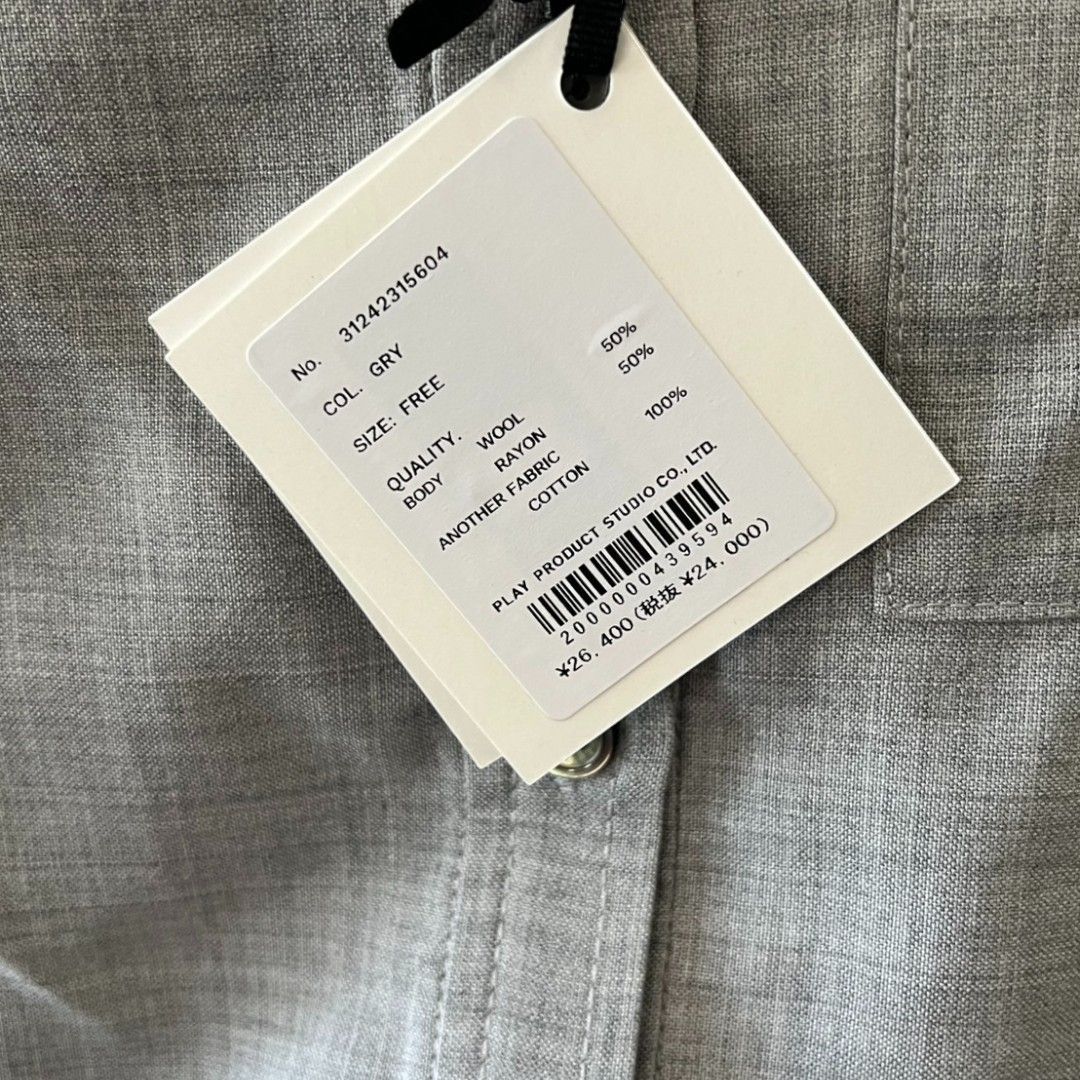 No. 31242315604
COL. GRY
SIZE: FREE
QUALITY.
BODY WOOL 50%
RAYON 50%
ANOTHER FABRIC
COTTON 100%
PLAY PRODUCT STUDIO CO., LTD.
2000000439594
¥26,400(税抜¥24,000)